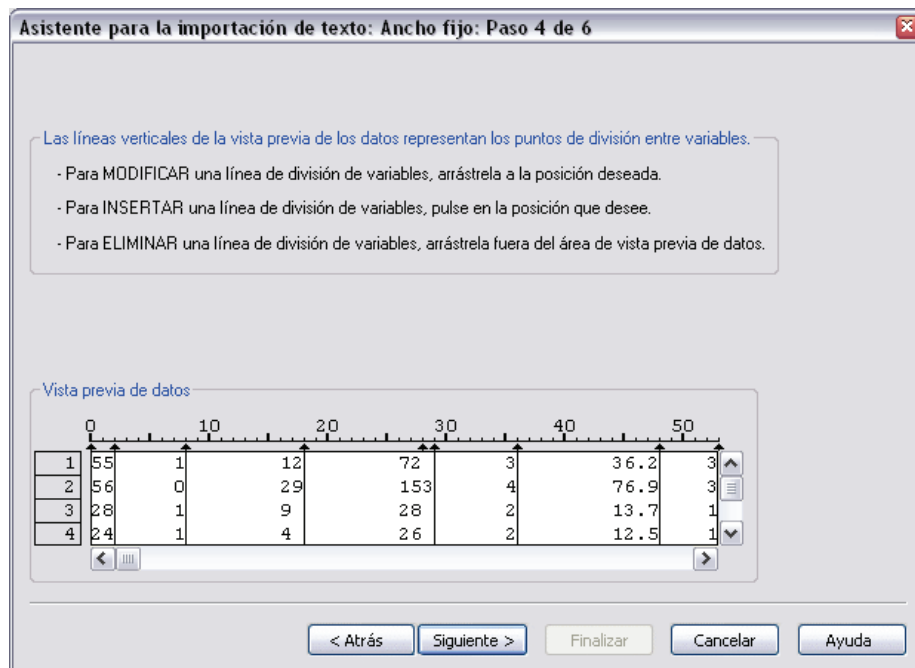 Asistente para la importación de texto: Ancho fijo: Paso 4 de 6
Las líneas verticales de la vista previa de los datos representan los puntos de división entre variables.
- Para MODIFICAR una línea de división de variables, arrástrela a la posición deseada.
- Para INSERTAR una línea de división de variables, pulse en la posición que desee.
- Para ELIMINAR una línea de división de variables, arrástrela fuera del área de vista previa de datos.
Vista previa de datos
0 10 20 30 40 50
1 55 1 12 72 3 36.2 3
2 56 0 29 153 4 76.9 3
3 28 1 9 28 2 13.7 1
4 24 1 4 26 2 12.5 1
< Atrás Siguiente > Finalizar Cancelar Ayuda